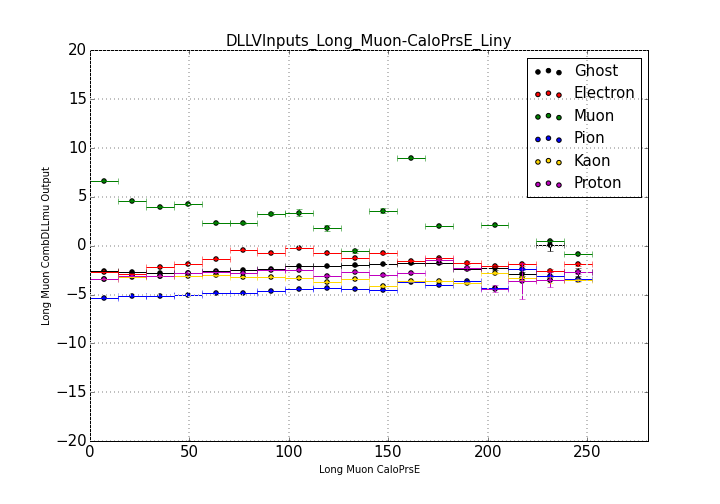 DLLVInputs_Long_Muon-CaloPrsE_Liny
20
15
10
5
0
−5
−10
−15
−20
Long Muon CombDLLmu Output
Ghost
Electron
Muon
Pion
Kaon
Proton
0
50
100
150
200
250
Long Muon CaloPrsE